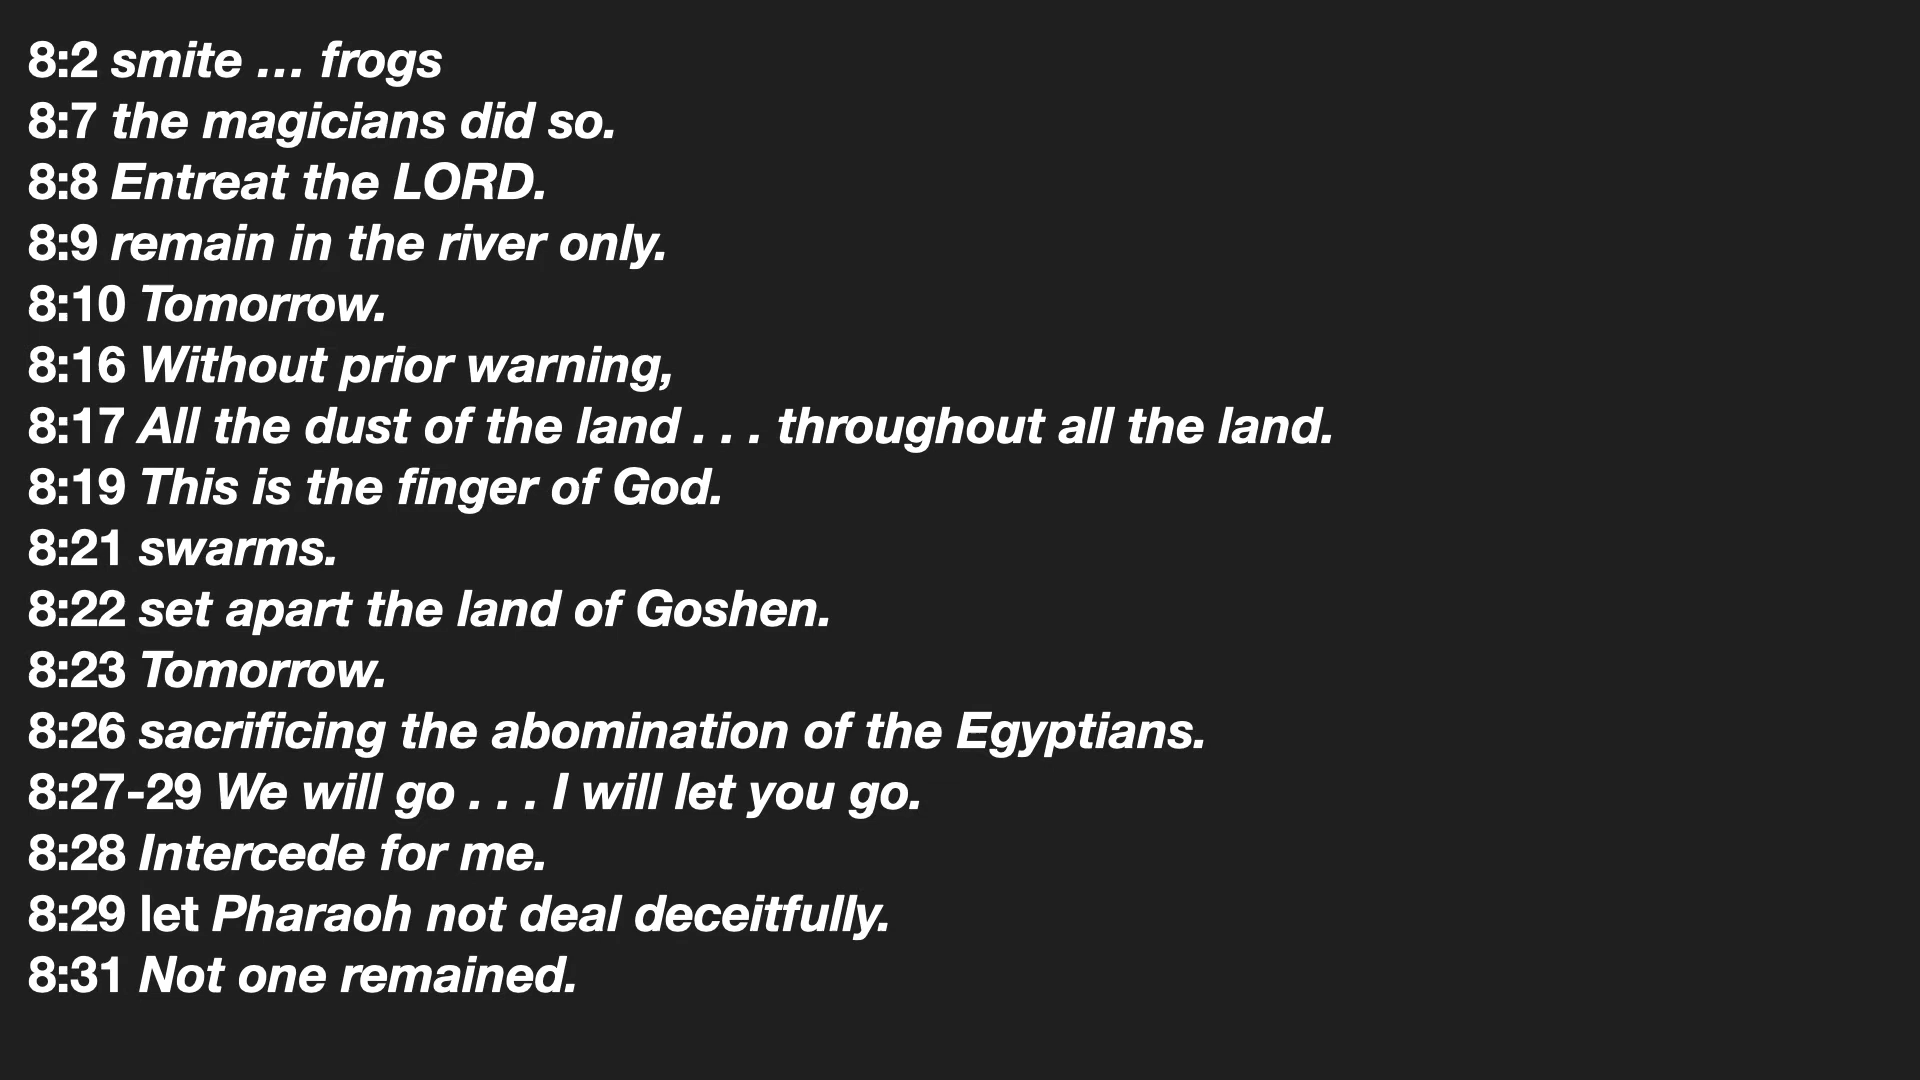 8:2 smite … frogs
8:7 the magicians did so.
8:8 Entreat the LORD.
8:9 remain in the river only.
8:10 Tomorrow.
8:16 Without prior warning,
8:17 All the dust of the land . . . throughout all the land.
8:19 This is the finger of God.
8:21 swarms.
8:22 set apart the land of Goshen.
8:23 Tomorrow.
8:26 sacrificing the abomination of the Egyptians.
8:27-29 We will go . . . I will let you go.
8:28 Intercede for me.
8:29 let Pharaoh not deal deceitfully.
8:31 Not one remained.